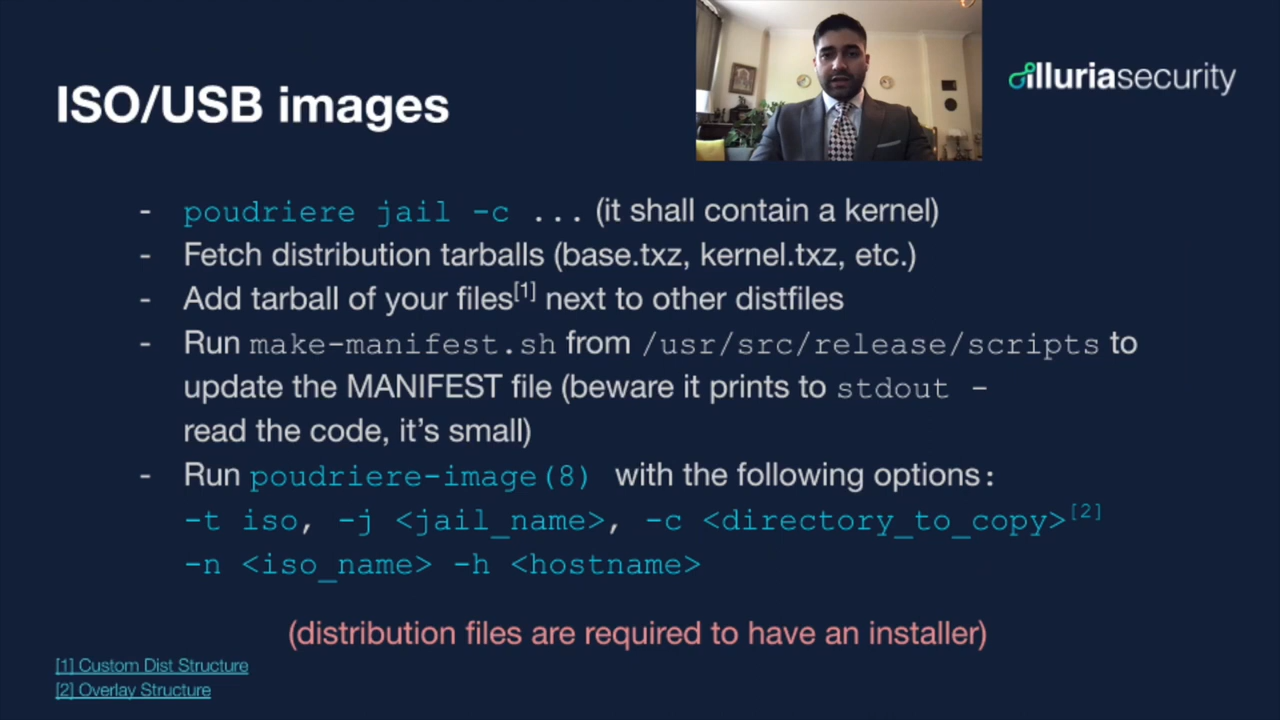 ISO/USB images
illuriasecurity
- poudriere jail -c ... (it shall contain a kernel)
- Fetch distribution tarballs (base.txz, kernel.txz, etc.)
- Add tarball of your files[1] next to other distfiles
- Run make-manifest.sh from /usr/src/release/scripts to
update the MANIFEST file (beware it prints to stdout -
read the code, it's small)
- Run poudriere-image(8) with the following options:
-t iso, -j <jail_name>, -c <directory_to_copy>[2]
-n <iso_name> -h <hostname>
(distribution files are required to have an installer)
[1] Custom Dist Structure
[2] Overlay Structure